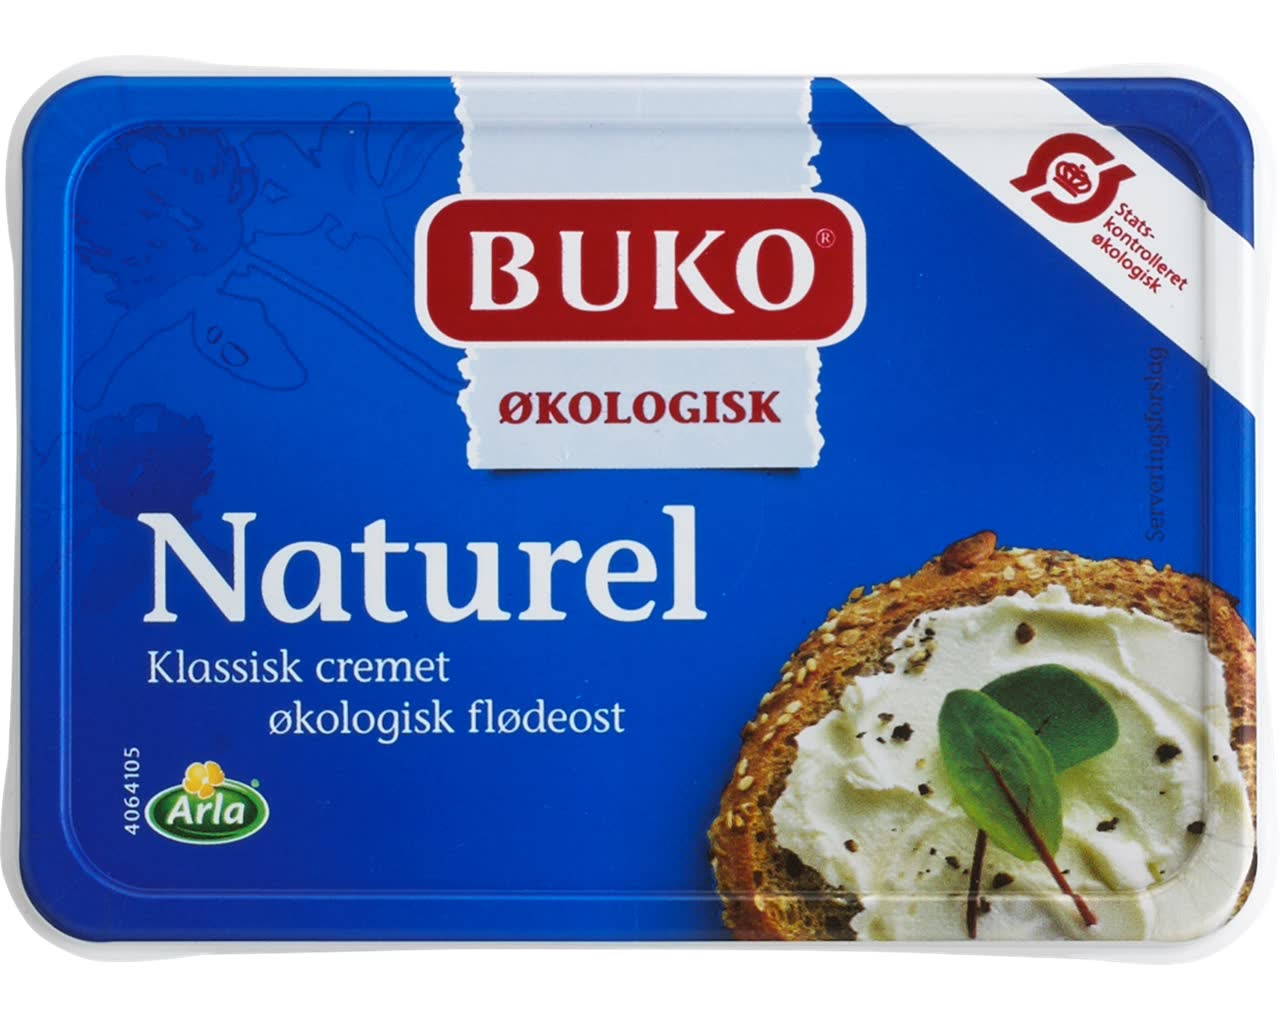 BUKO®
ØKOLOGISK
Stats-
kontrolleret
økologisk
Serveringsforslag
Naturel
Klassisk cremet
økologisk flødeost
4064105
Arla®